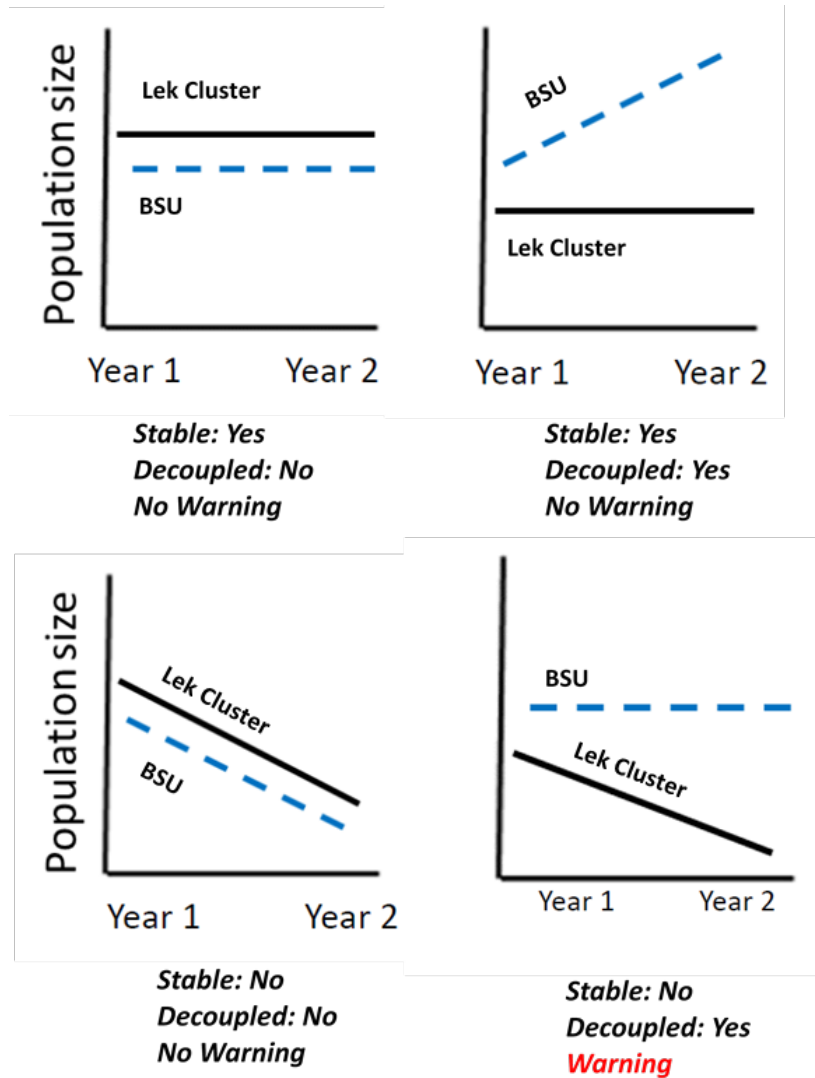 Population size
Lek Cluster
BSU
Year 1 Year 2
Stable: Yes
Decoupled: No
No Warning
BSU
Lek Cluster
Year 1 Year 2
Stable: Yes
Decoupled: Yes
No Warning
Population size
Lek Cluster
BSU
Year 1 Year 2
Stable: No
Decoupled: No
No Warning
BSU
Lek Cluster
Year 1 Year 2
Stable: No
Decoupled: Yes
Warning